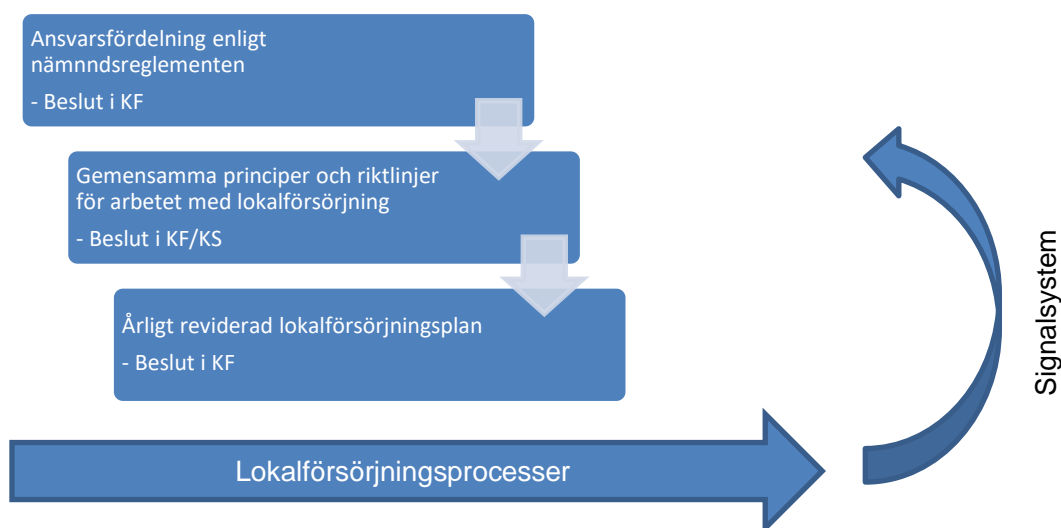 Ansvarsfördelning enligt
nämnndsreglementen
- Beslut i KF
Gemensamma principer och riktlinjer
för arbetet med lokalförsörjning
- Beslut i KF/KS
Årligt reviderad lokalförsörjningsplan
- Beslut i KF
Lokalförsörjningsprocesser
Signalsystem